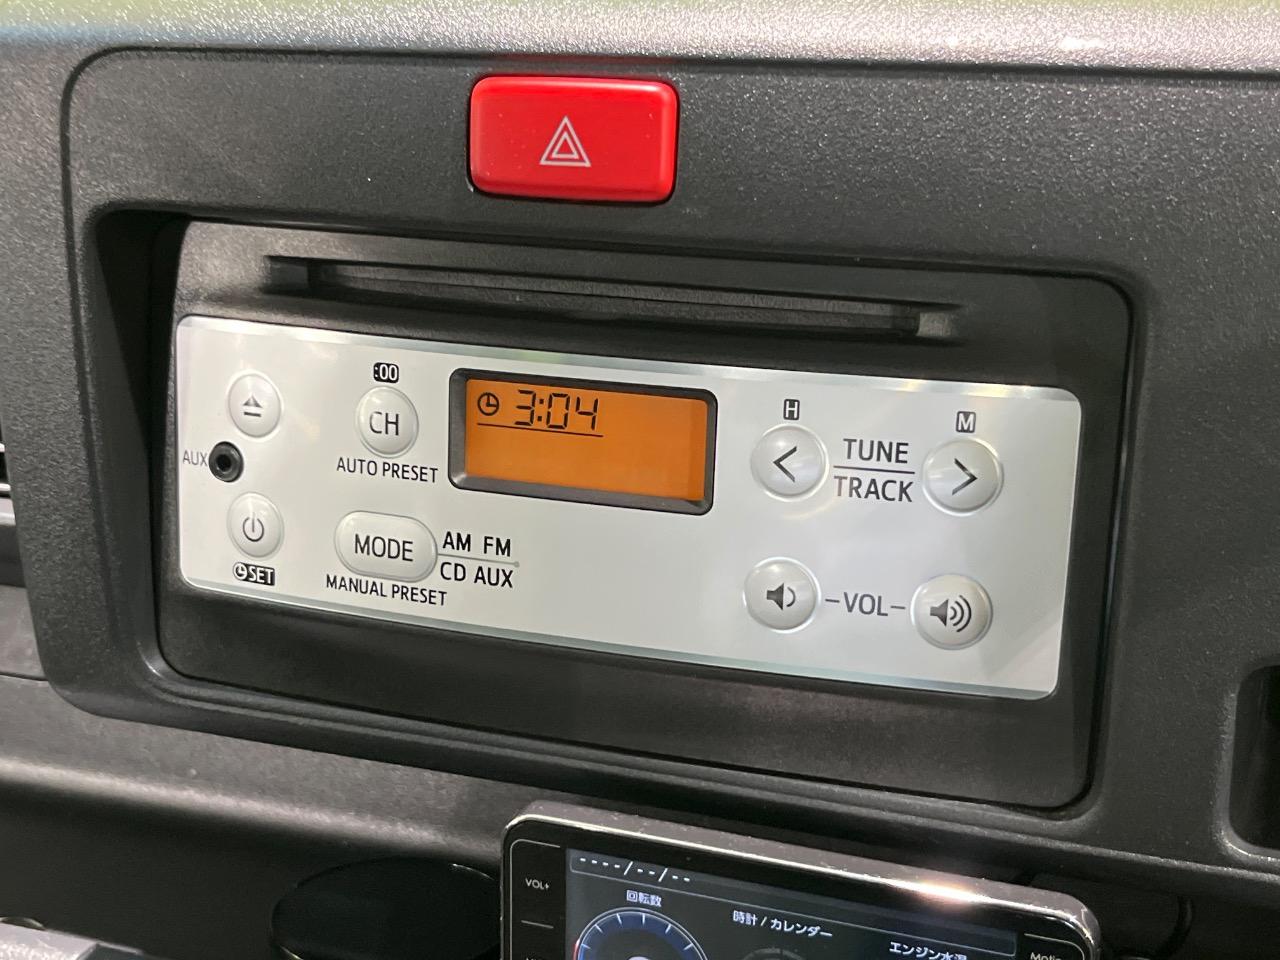 :00
CH
AUTO PRESET
AUX
3:04
H
M
TUNE
TRACK
SET
MODE
AM FM
CD AUX
MANUAL PRESET
-VOL-
VOL+
----/--/--
回転数
時計 / カレンダー
エンジン水温